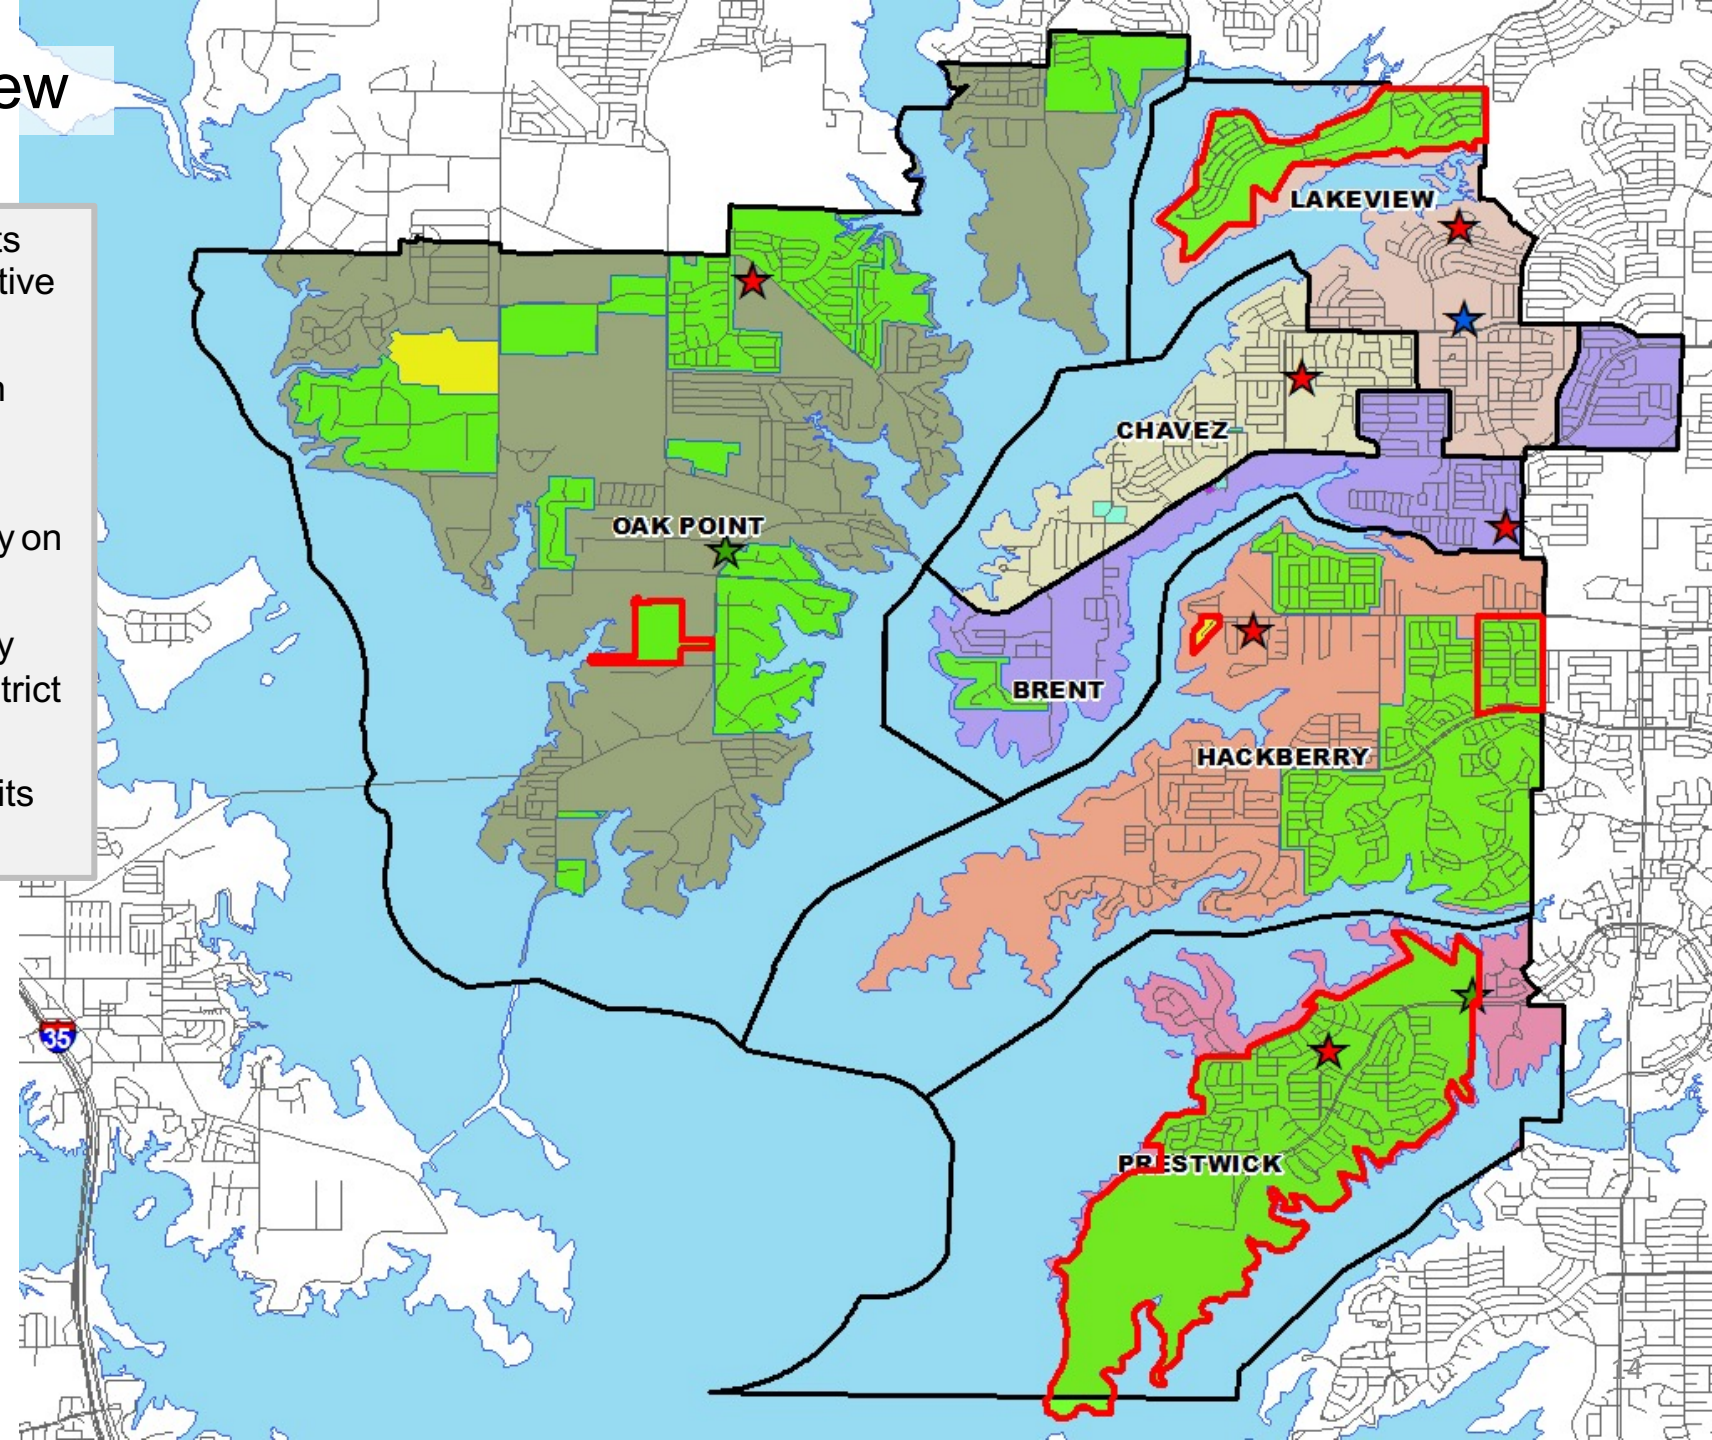 ew
ts
tive
n
y on
y
trict
its
LAKEVIEW
CHAVEZ
OAK POINT
BRENT
HACKBERRY
PRESTWICK
35